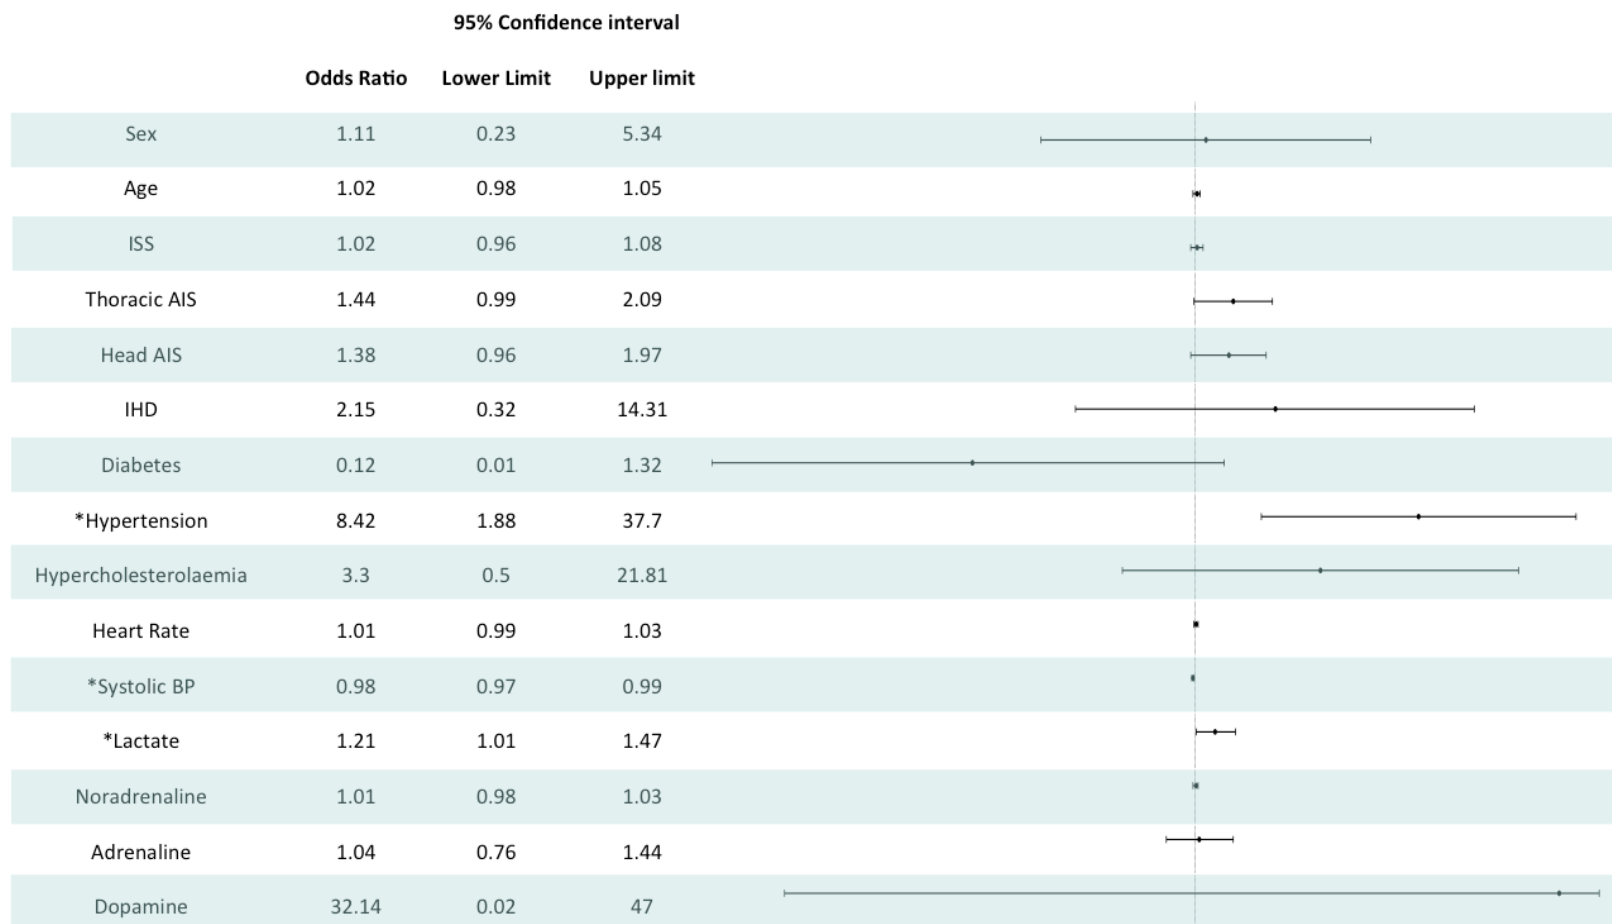 95% Confidence interval
Odds Ratio Lower Limit Upper limit
Sex 1.11 0.23 5.34
Age 1.02 0.98 1.05
ISS 1.02 0.96 1.08
Thoracic AIS 1.44 0.99 2.09
Head AIS 1.38 0.96 1.97
IHD 2.15 0.32 14.31
Diabetes 0.12 0.01 1.32
*Hypertension 8.42 1.88 37.7
Hypercholesterolaemia 3.3 0.5 21.81
Heart Rate 1.01 0.99 1.03
*Systolic BP 0.98 0.97 0.99
*Lactate 1.21 1.01 1.47
Noradrenaline 1.01 0.98 1.03
Adrenaline 1.04 0.76 1.44
Dopamine 32.14 0.02 47